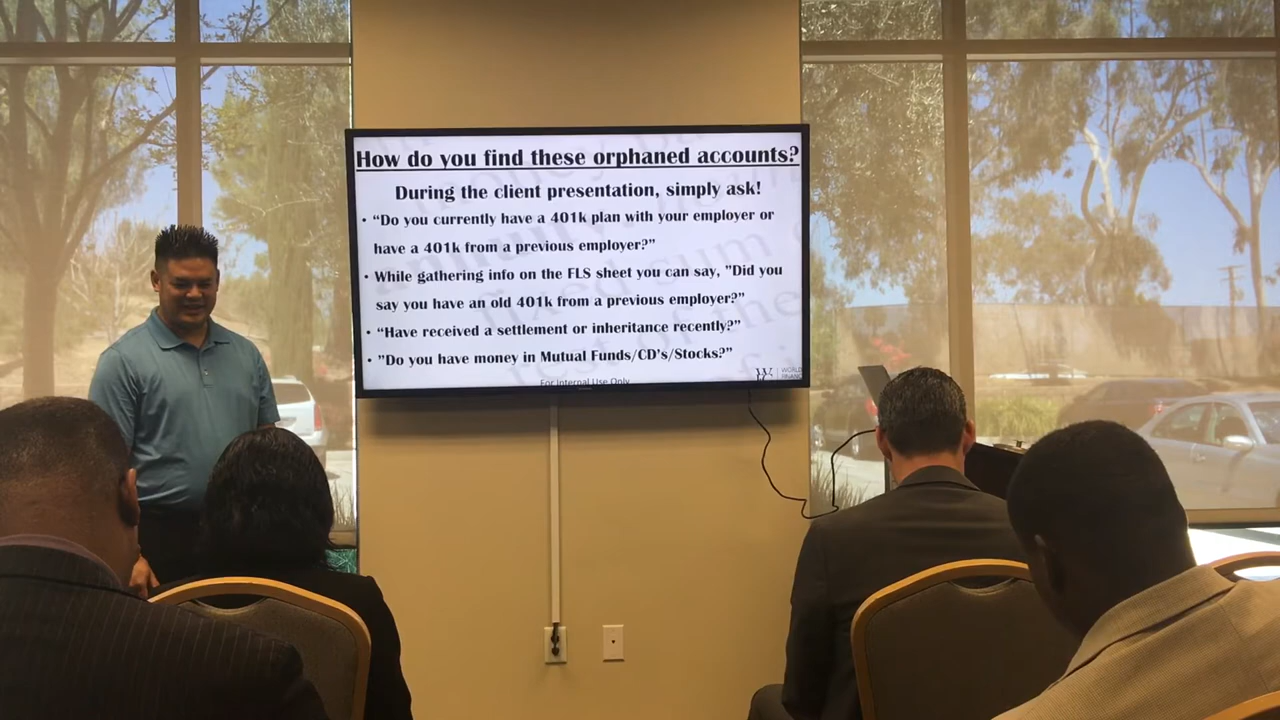 How do you find these orphaned accounts?
During the client presentation, simply ask!
• “Do you currently have a 401k plan with your employer or
have a 401k from a previous employer?”
• While gathering info on the FLS sheet you can say, ”Did you
say you have an old 401k from a previous employer?”
• “Have received a settlement or inheritance recently?”
• ”Do you have money in Mutual Funds/CD’s/Stocks?”
For Internal Use Only
WORLD
FINANC